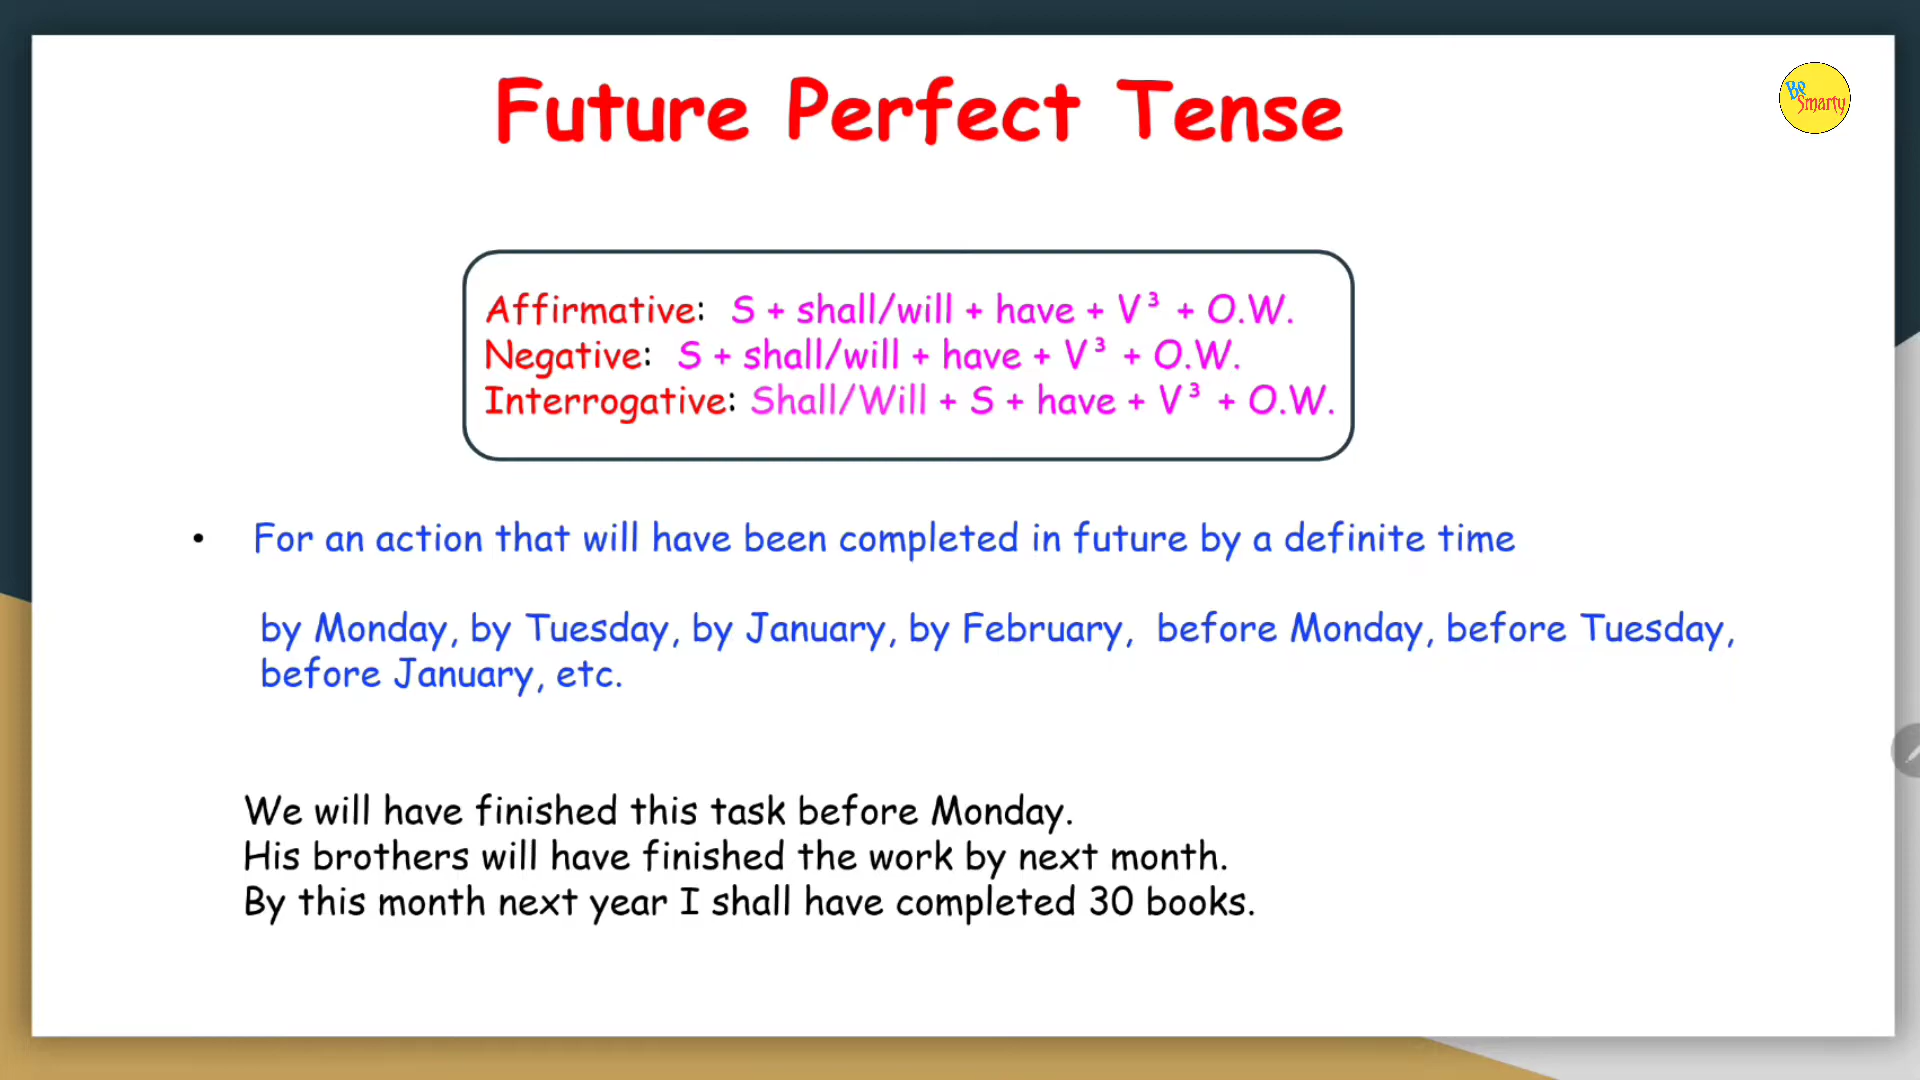 Future Perfect Tense
Be
Smarty
Affirmative: S + shall/will + have + V³ + O.W.
Negative: S + shall/will + have + V³ + O.W.
Interrogative: Shall/Will + S + have + V³ + O.W.
• For an action that will have been completed in future by a definite time
by Monday, by Tuesday, by January, by February, before Monday, before Tuesday,
before January, etc.
We will have finished this task before Monday.
His brothers will have finished the work by next month.
By this month next year I shall have completed 30 books.